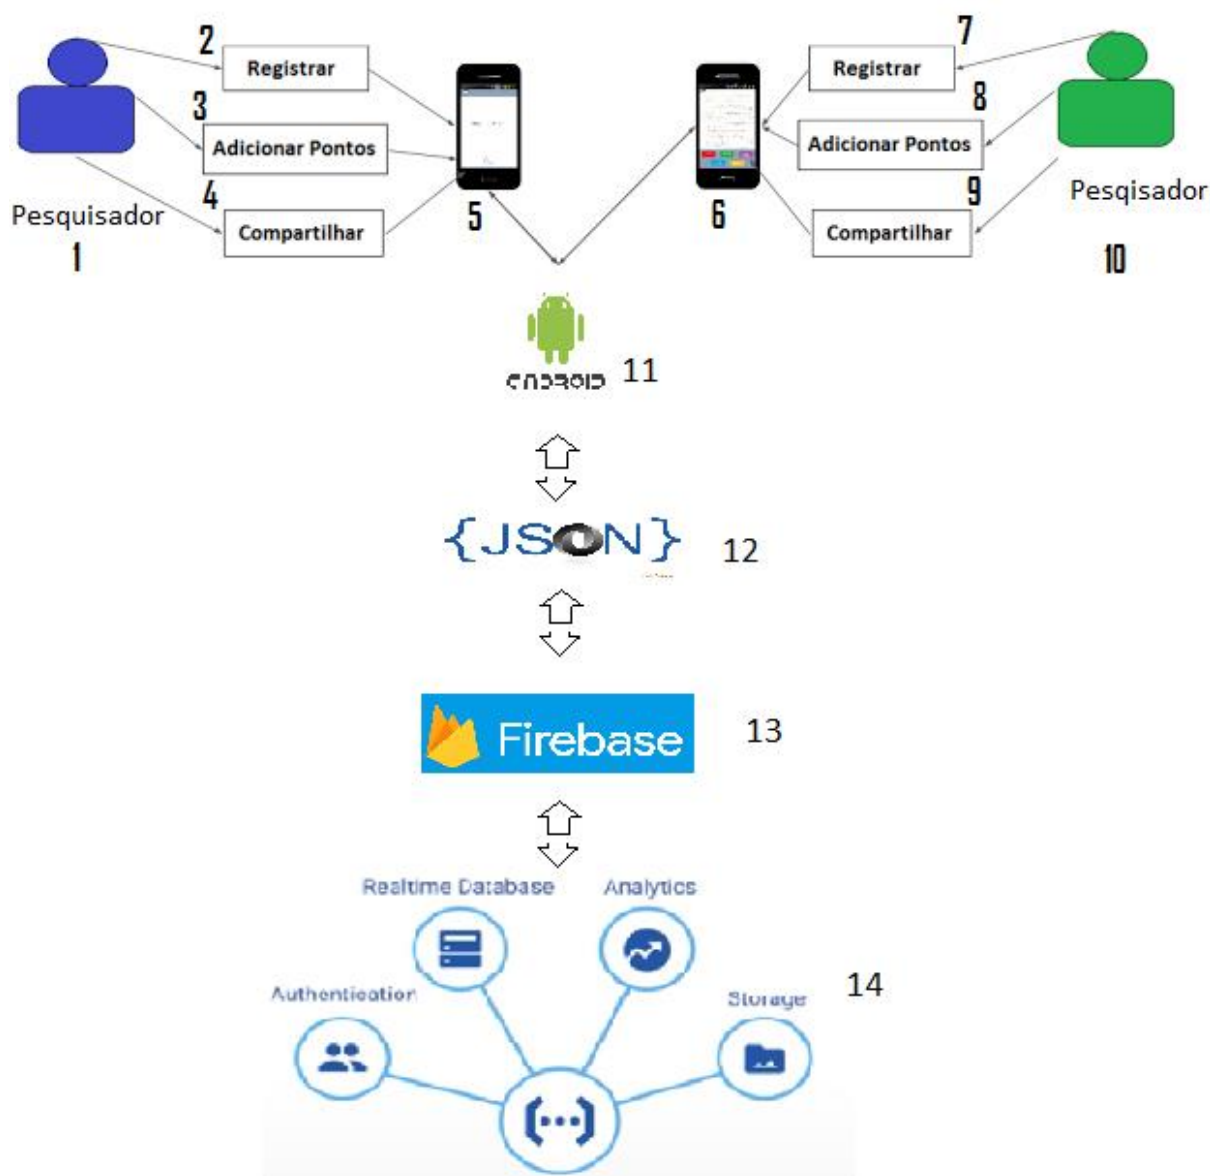 2
Registrar
3
Adicionar Pontos
4
Compartilhar
Pesquisador
1
5
7
Registrar
8
Adicionar Pontos
9
Compartilhar
6
Pesqisador
10
ANDROID
11
{JSON}
12
Firebase
13
Realtime Database
Analytics
Authentication
Storage
14
{•••}